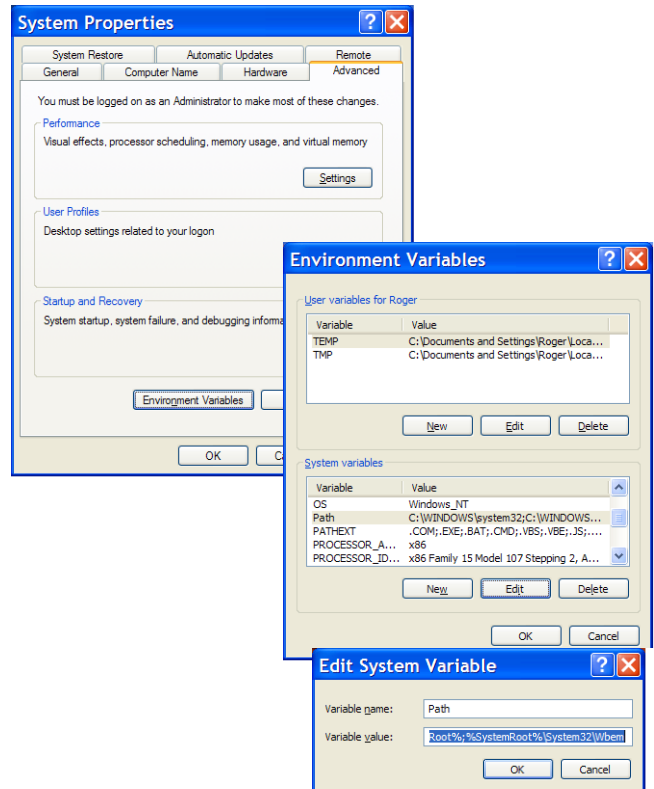 System Properties
System Restore
Automatic Updates
Remote
General
Computer Name
Hardware
Advanced
You must be logged on as an Administrator to make most of these changes.
Performance
Visual effects, processor scheduling, memory usage, and virtual memory
Settings
User Profiles
Desktop settings related to your logon
Startup and Recovery
System startup, system failure, and debugging informa
Environment Variables
OK
Ca
Environment Variables
User variables for Roger
Variable Value
TEMP C:\Documents and Settings\Roger\Loca...
TMP C:\Documents and Settings\Roger\Loca...
New Edit Delete
System variables
Variable Value
OS Windows_NT
Path C:\WINDOWS\system32;C:\WINDOWS...
PATHEXT .COM;.EXE;.BAT;.CMD;.VBS;.VBE;.JS;....
PROCESSOR_A... x86
PROCESSOR_ID... x86 Family 15 Model 107 Stepping 2, A...
New Edit Delete
OK Cancel
Edit System Variable
Variable name: Path
Variable value: Root%;%SystemRoot%\System32\Wbem
OK Cancel